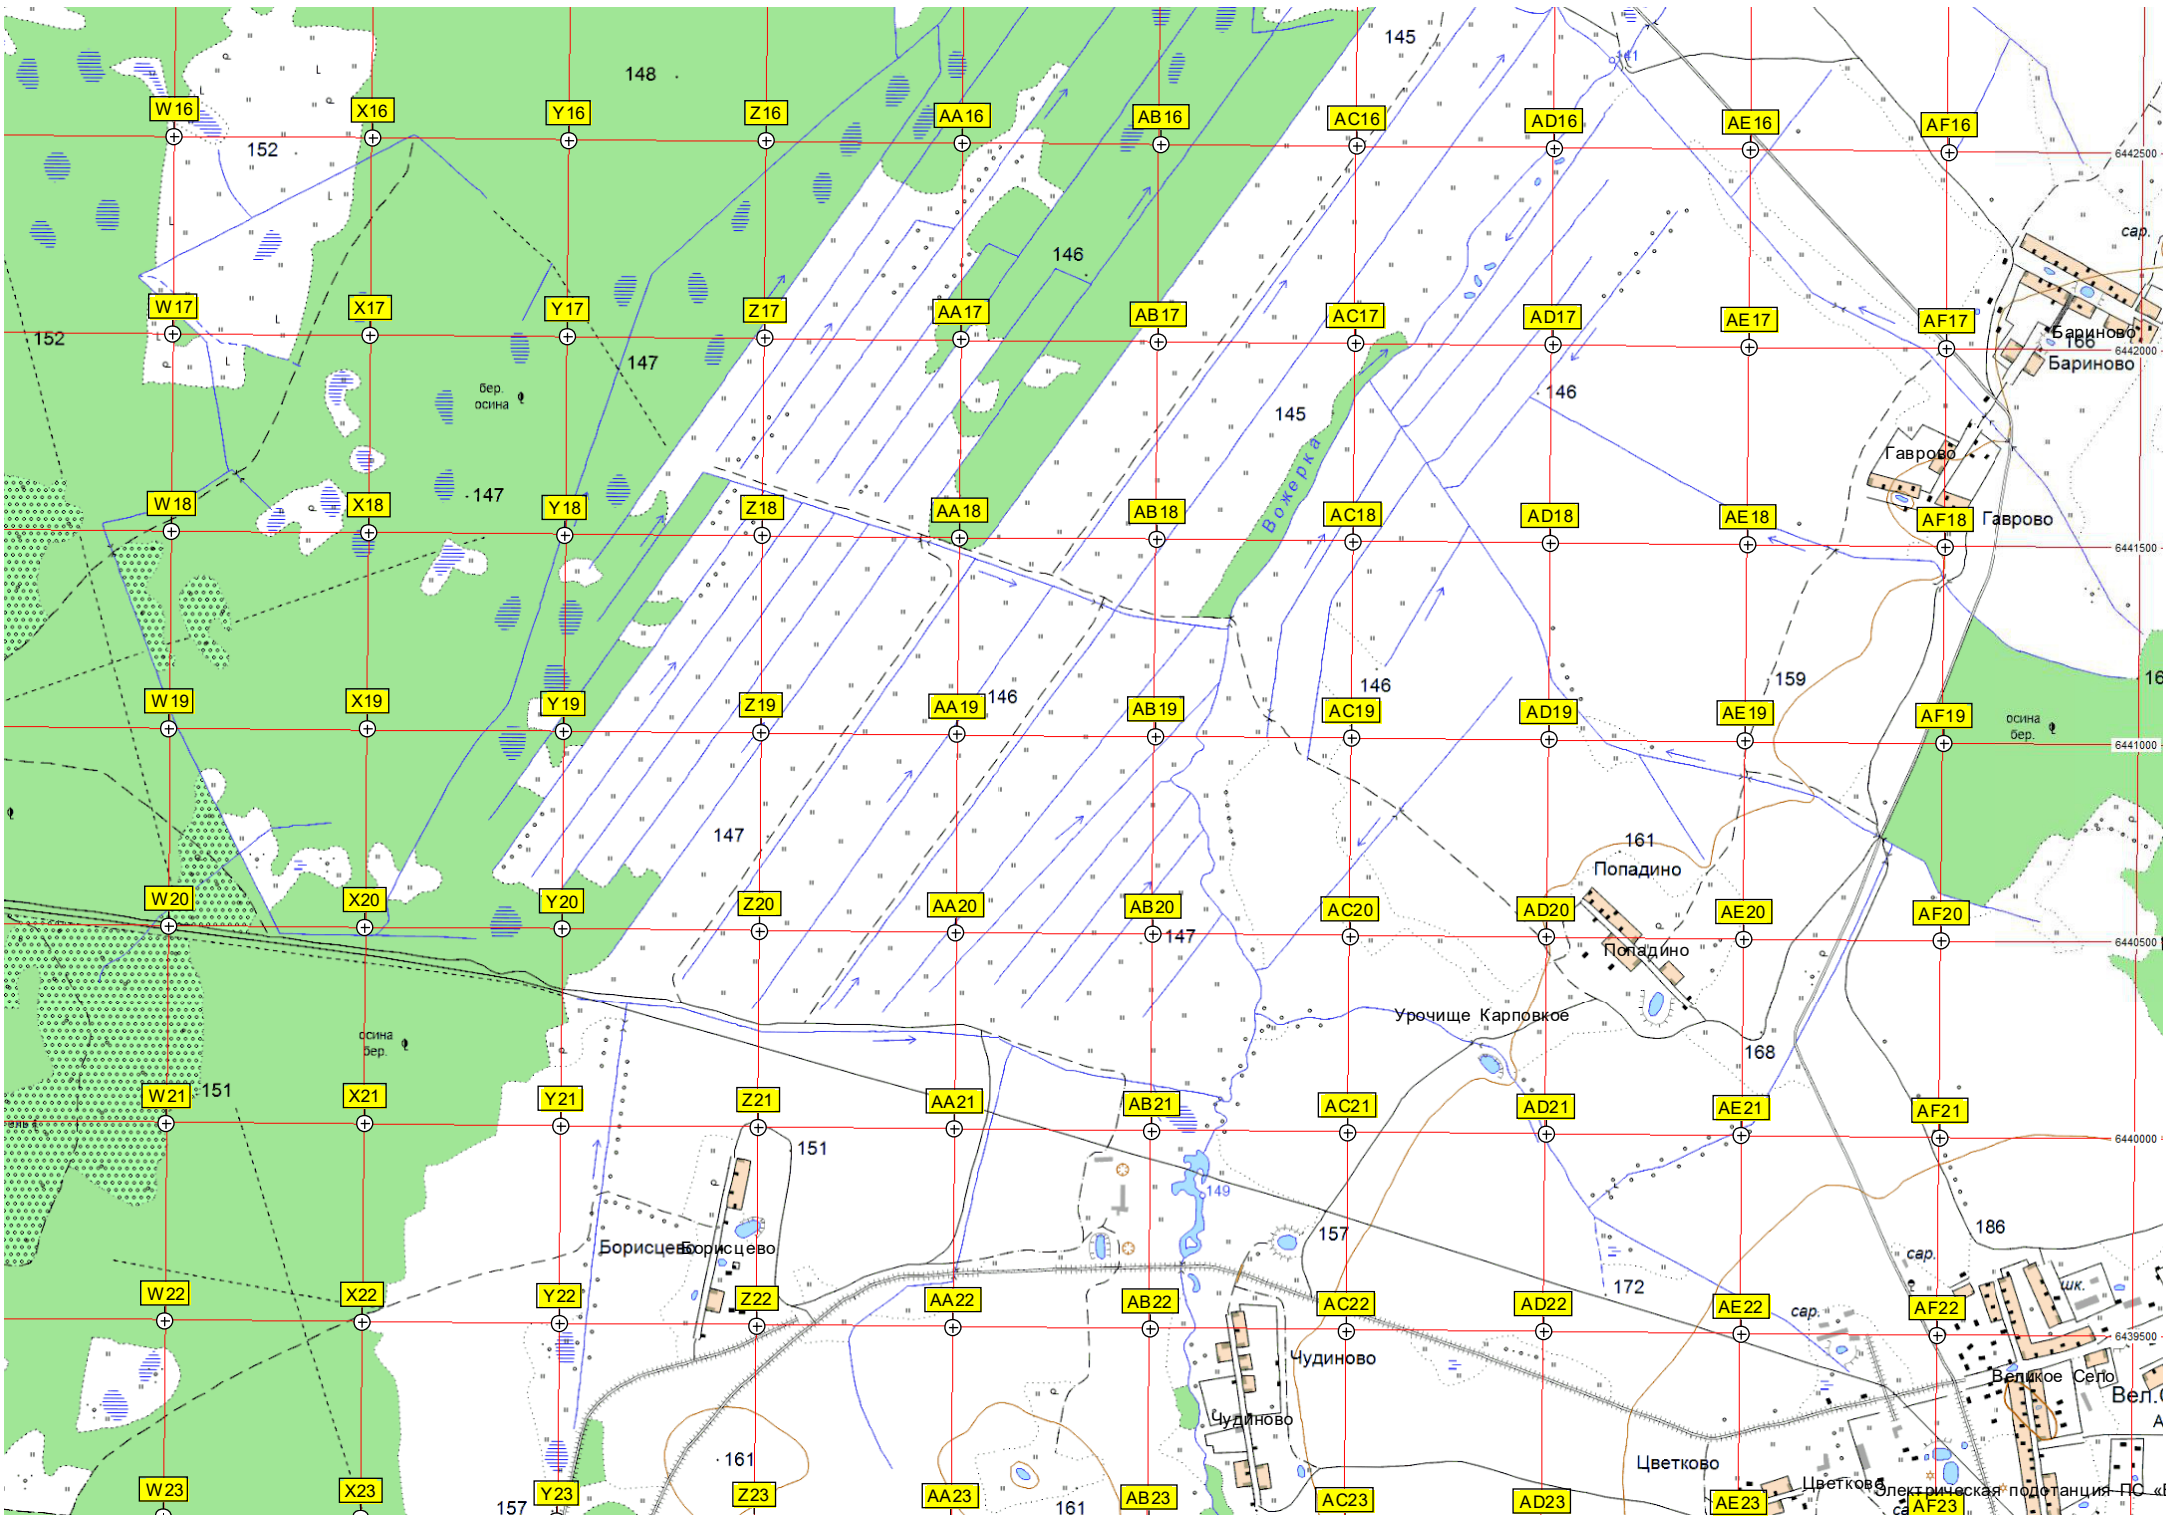 145
148
141
W16
X16
Y16
Z16
AA16
AB16
AC16
AD16
AE16
AF16
152
6442500
сар.
146
W17
X17
Y17
Z17
AA17
AB17
AC17
AD17
AE17
AF17
152
147
Бариново
166
6442000
Бариново
бер.
осина
146
145
Вожерка
Гаврово
147
W18
X18
Y18
Z18
AA18
AB18
AC18
AD18
AE18
AF18
Гаврово
6441500
159
146
146
W19
X19
Y19
Z19
AA19
AB19
AC19
AD19
AE19
AF19
осина
бер.
6441000
147
161
Попадино
W20
X20
Y20
Z20
AA20
AB20
AC20
AD20
AE20
AF20
147
Попадино
6440500
Урочище Карповкое
осина
бер.
168
151
W21
X21
Y21
Z21
AA21
AB21
AC21
AD21
AE21
AF21
6440000
151
149
157
186
Борисцево
Борисцево
сар.
шк.
172
W22
X22
Y22
Z22
AA22
AB22
AC22
AD22
AE22
AF22
сар.
6439500
Чудиново
Великое Село
Вел.С
Чудиново
161
Цветково
W23
X23
Y23
Z23
AA23
AB23
AC23
AD23
AE23
AF23
Цветково
Электрическая подстанция ПС «В
157
161